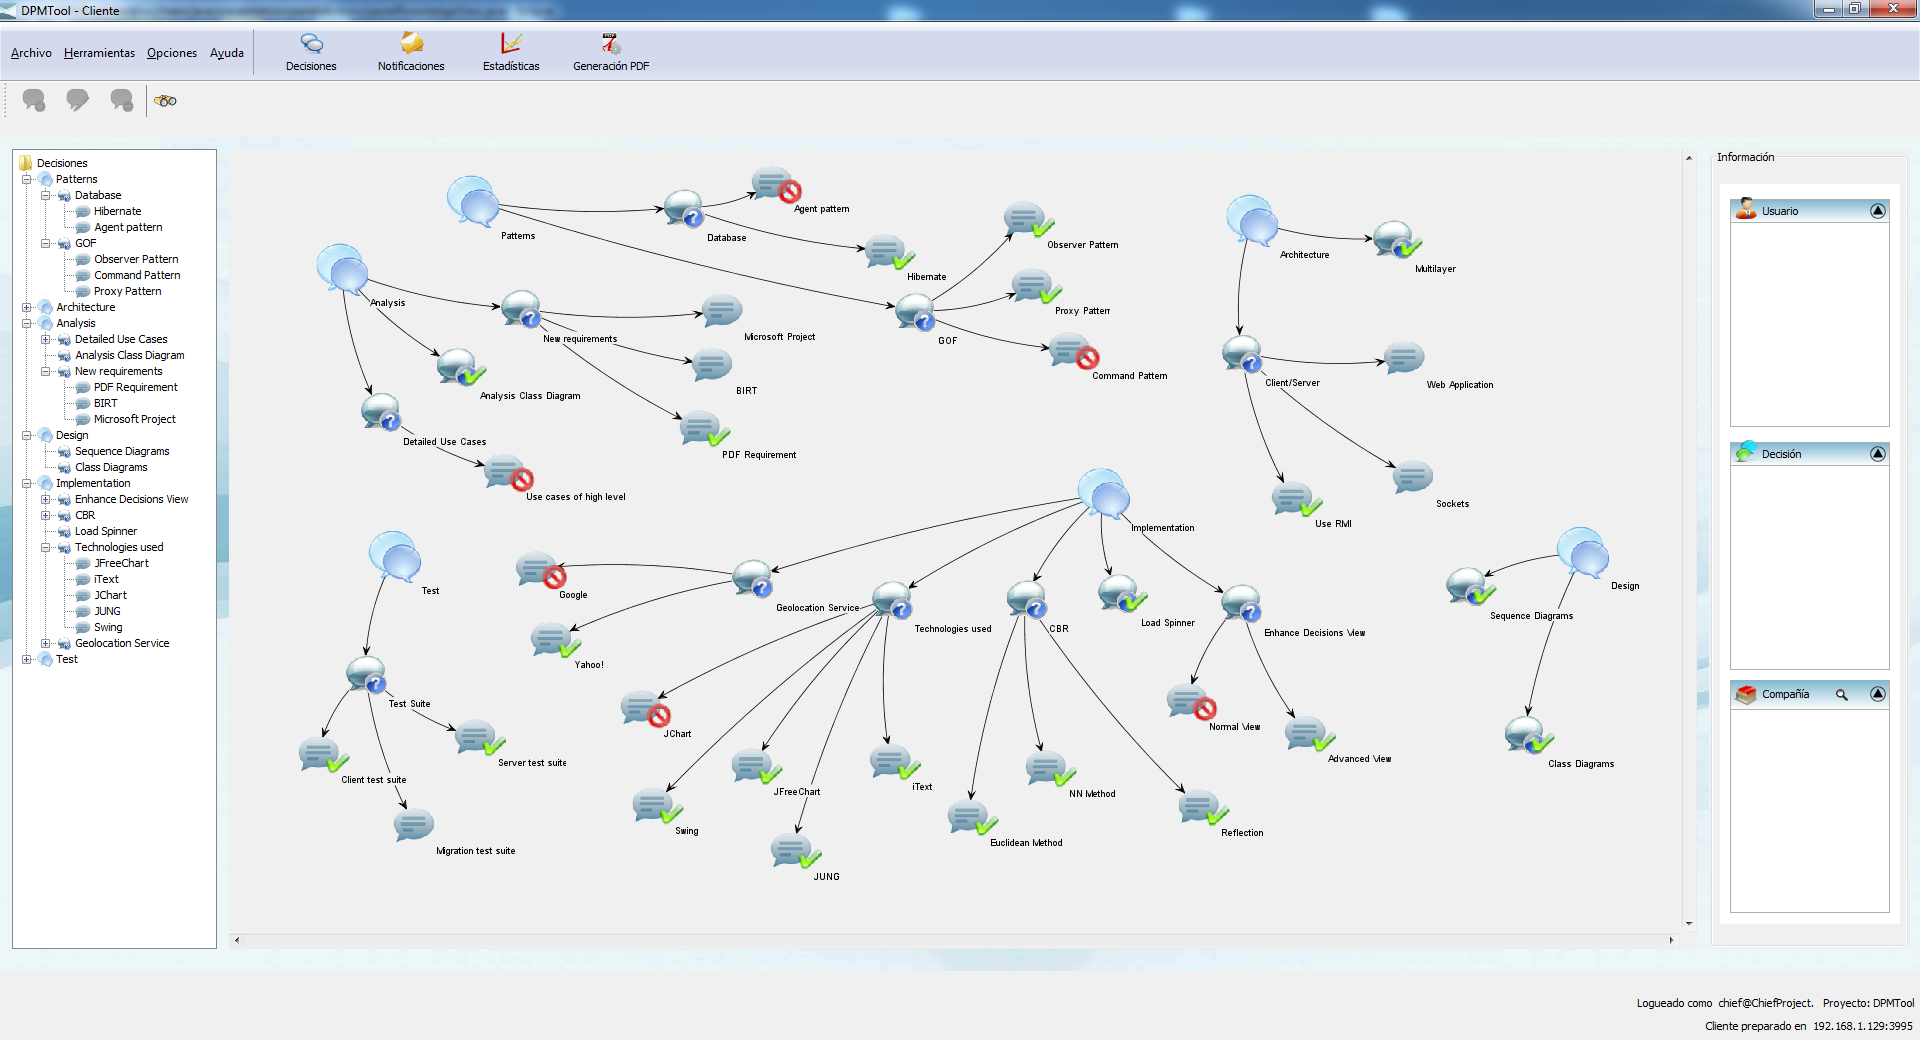 DPMTool - Cliente
Archivo Herramientas Opciones Ayuda
Decisiones
Notificaciones
Estadísticas
Generación PDF
Decisiones
Patterns
Database
Hibernate
Agent pattern
GOF
Observer Pattern
Command Pattern
Proxy Pattern
Architecture
Analysis
Detailed Use Cases
Analysis Class Diagram
New requirements
PDF Requirement
BIRT
Microsoft Project
Design
Sequence Diagrams
Class Diagrams
Implementation
Enhance Decisions View
CBR
Load Spinner
Technologies used
JFreeChart
iText
JChart
JUNG
Swing
Geolocation Service
Test
Patterns
Database
Agent pattern
Hibernate
Observer Pattern
Proxy Pattern
GOF
Command Pattern
Analysis
New requirements
Microsoft Project
BIRT
PDF Requirement
Analysis Class Diagram
Detailed Use Cases
Use cases of high level
Architecture
Multilayer
Client/Server
Web Application
Sockets
Use RMI
Implementation
Google
Yahoo!
Geolocation Service
Technologies used
CBR
Load Spinner
Enhance Decisions View
JChart
Swing
JFreeChart
JUNG
iText
Euclidean Method
NN Method
Reflection
Normal View
Advanced View
Design
Sequence Diagrams
Class Diagrams
Test
Test Suite
Client test suite
Server test suite
Migration test suite
Información
Usuario
Decisión
Compañía
Logueado como chief@ChiefProject. Proyecto: DPMTool
Cliente preparado en 192.168.1.129:3995